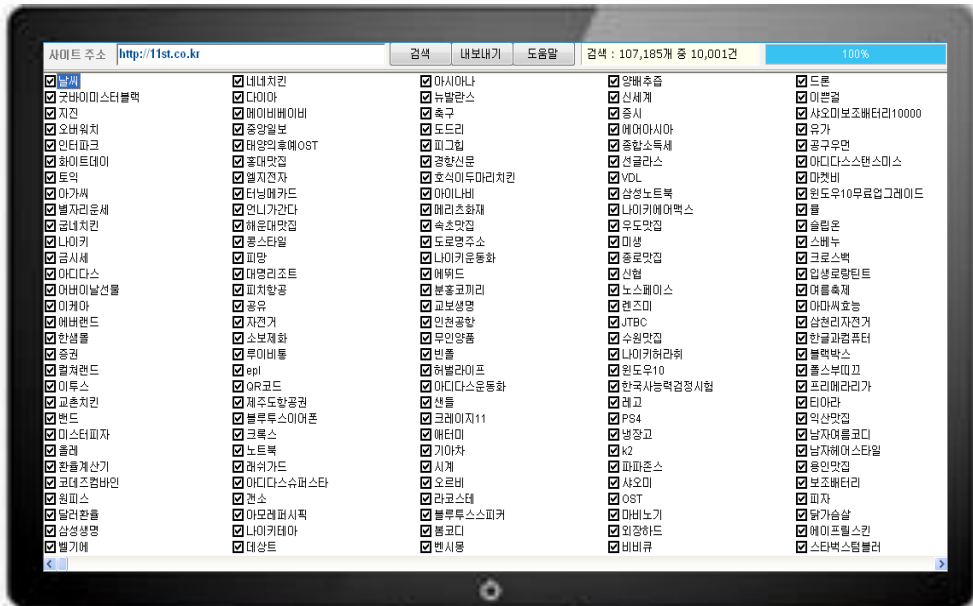 사이트 주소 http://11st.co.kr 검색 내보내기 도움말 검색 : 107,185개 중 10,001건 100%
날씨 네네치킨 아시아나 양배추즙 드론
굿바이미스터블랙 다이아 뉴발란스 신세계 이쁜걸
지진 메이비베이비 축구 증시 샤오미보조배터리10000
오버워치 중앙일보 도드리 에어아시아 유가
인터파크 태양의후예OST 피그힙 종합소득세 공구우먼
화이트데이 홍대맛집 경향신문 선글라스 아디다스스탠스미스
토익 엘지전자 호식이두마리치킨 VDL 마켓비
아가씨 터닝메카드 아이나비 삼성노트북 윈도우10무료업그레이드
별자리운세 언니가간다 메리츠화재 나이키에어맥스 률
굽네치킨 해운대맛집 속초맛집 우도맛집 슬립온
나이키 콩스타일 도로명주소 미생 스베누
금시세 피망 나이키운동화 종로맛집 크로스백
아디다스 대명리조트 에뛰드 신협 입생로랑틴트
어버이날선물 피치항공 분홍코끼리 노스페이스 여름축제
이케아 공유 교보생명 렌즈미 아마씨효능
에버랜드 자전거 인천공항 JTBC 삼천리자전거
한샘몰 소보제화 무인양품 수원맛집 한글과컴퓨터
증권 루이비통 빈폴 나이키허라취 블랙박스
컬쳐랜드 epl 허벌라이프 윈도우10 폴스부띠끄
이투스 QR코드 아디다스운동화 한국사능력검정시험 프리메라리가
교촌치킨 제주도항공권 샌들 레고 티아라
밴드 블루투스이어폰 크레이지11 PS4 익산맛집
미스터피자 크록스 애터미 냉장고 남자여름코디
올레 노트북 기아차 k2 남자헤어스타일
환율계산기 래쉬가드 시계 파파존스 용인맛집
코데즈컴바인 아디다스슈퍼스타 오르비 샤오미 보조배터리
원피스 갠소 라코스테 OST 피자
달러환율 아모레퍼시픽 블루투스스피커 마비노기 닭가슴살
삼성생명 나이키테아 봄코디 외장하드 에이프릴스킨
벨기에 데상트 벤시몽 비비큐 스타벅스텀블러